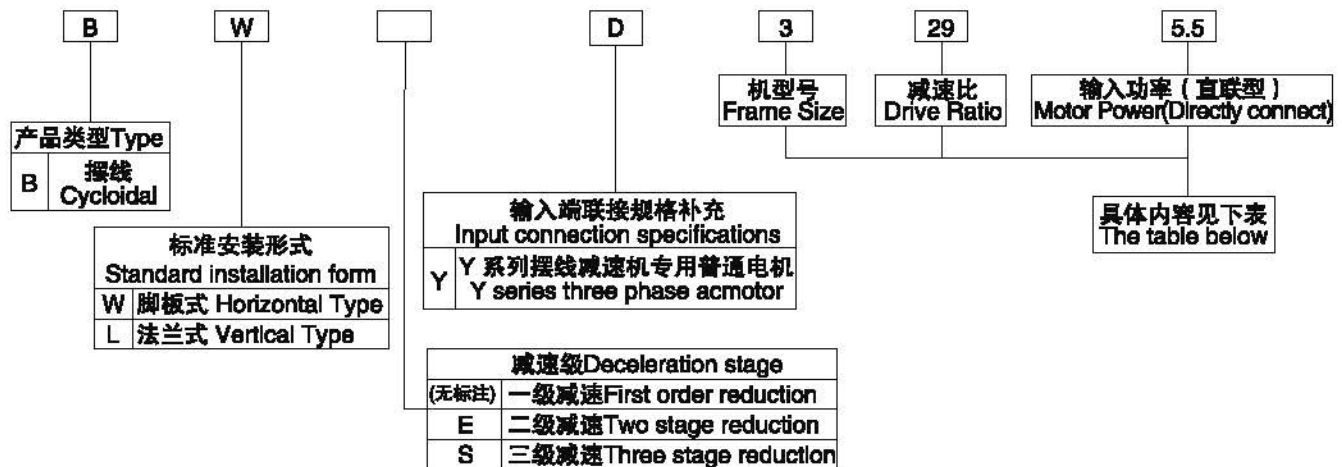 B W D 3 29 5.5
机型号
Frame Size
减速比
Drive Ratio
输入功率（直联型）
Motor Power(Directly connect)
产品类型Type
B 摆线
Cycloidal
标准安装形式
Standard installation form
W 脚板式 Horizontal Type
L 法兰式 Vertical Type
输入端联接规格补充
Input connection specifications
Y Y 系列摆线减速机专用普通电机
Y series three phase acmotor
具体内容见下表
The table below
减速级Deceleration stage
(无标注) 一级减速First order reduction
E 二级减速Two stage reduction
S 三级减速Three stage reduction